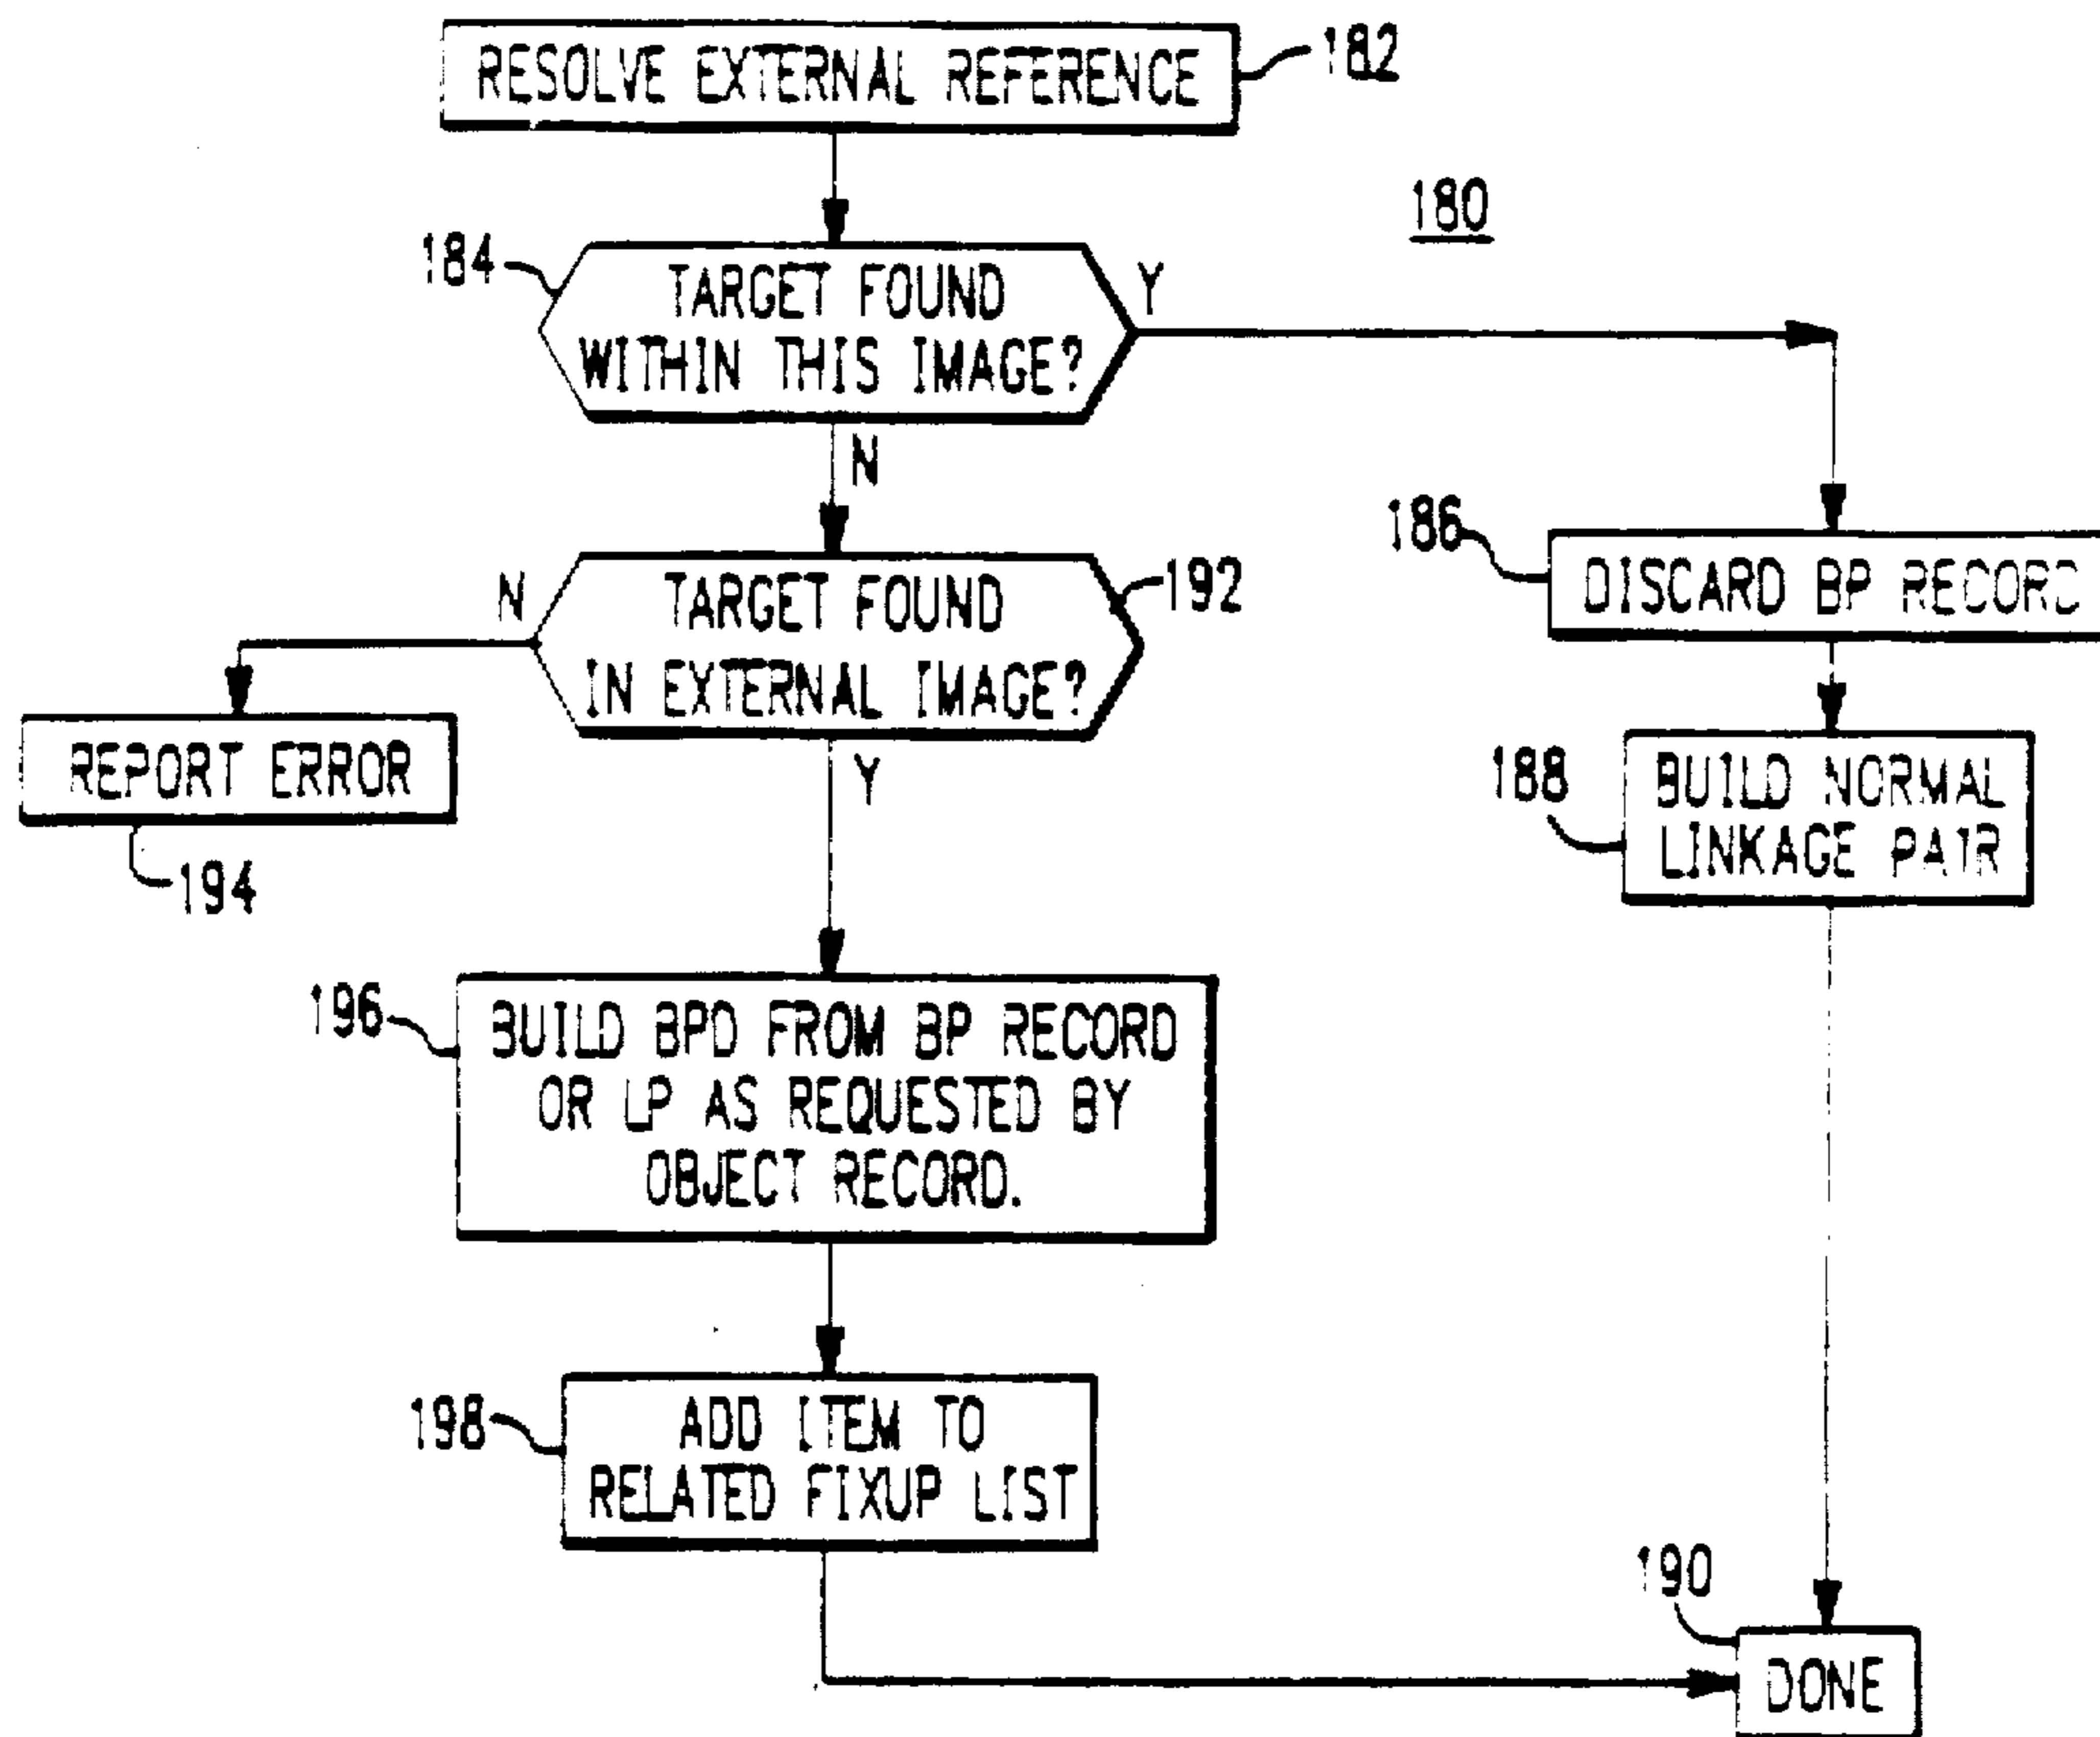 RESOLVE EXTERNAL REFERENCE
182
180
184
TARGET FOUND
WITHIN THIS IMAGE?
Y
N
186
DISCARD BP RECORD
192
TARGET FOUND
IN EXTERNAL IMAGE?
N
Y
REPORT ERROR
194
188
BUILD NORMAL
LINKAGE PAIR
196
BUILD BPD FROM BP RECORD
OR LP AS REQUESTED BY
OBJECT RECORD.
198
ADD ITEM TO
RELATED FIXUP LIST
190
DONE